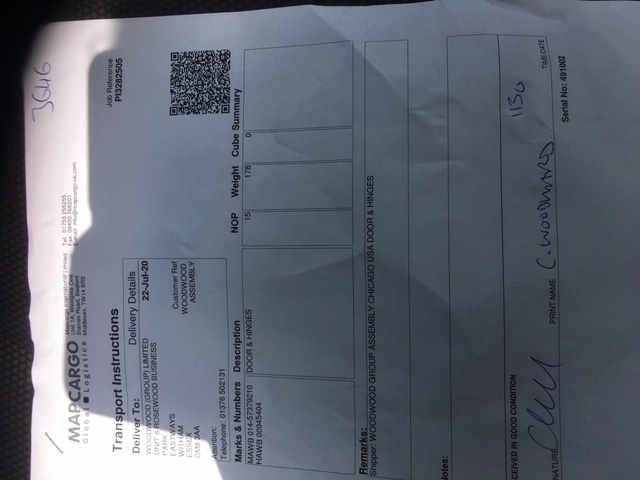 3646
MAPCARGO
Global Logistics
Mapcargo International Limited
Unit 1A, Westgate One
Staines Road, Bedfont
Middlesex, TW14 8RS
Tel: 01753 255255
Fax: 08450 766201
E-mail: info@mapcargo-uk.com
Transport Instructions
Job Reference
PI3282505
Deliver To:
Delivery Details
WOODWOOD (GROUP) LIMITED
UNIT 8 ROSEWOOD BUSINESS
PARK
EASTWAYS
WITHAM
ESSEX
CM8 3AA
22-Jul-20
Customer Ref
WOODWOOD
ASSEMBLY
Attention:
Telephone: 01376 502131
Marks & Numbers Description NOP Weight Cube Summary
MAWB 014-57379210 DOOR & HINGES 15 178 0
HAWB 00945404
Remarks:
Shipper: WOODWOOD GROUP ASSEMBLY CHICAGO USA DOOR & HINGES
Notes:
CEIVED IN GOOD CONDITION
1130
NATURE PRINT NAME C. WOODWARD TIME/DATE
Serial No: 491002